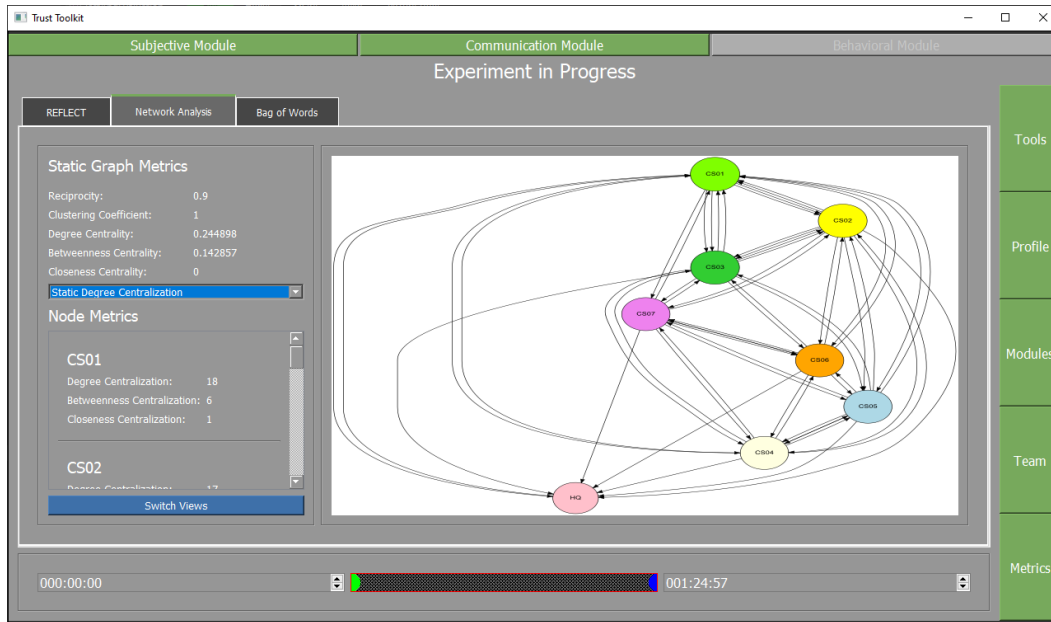 Trust Toolkit
Subjective Module
Communication Module
Behavioral Module
Experiment in Progress
REFLECT
Network Analysis
Bag of Words
Tools
Profile
Modules
Team
Metrics
Static Graph Metrics
Reciprocity: 0.9
Clustering Coefficient: 1
Degree Centrality: 0.244898
Betweenness Centrality: 0.142857
Closeness Centrality: 0
Static Degree Centralization
Node Metrics
CS01
Degree Centralization: 18
Betweenness Centralization: 6
Closeness Centralization: 1
CS02
Degree Centralization: 17
Switch Views
CS01
CS02
CS03
CS07
CS06
CS05
CS04
HQ
000:00:00
001:24:57